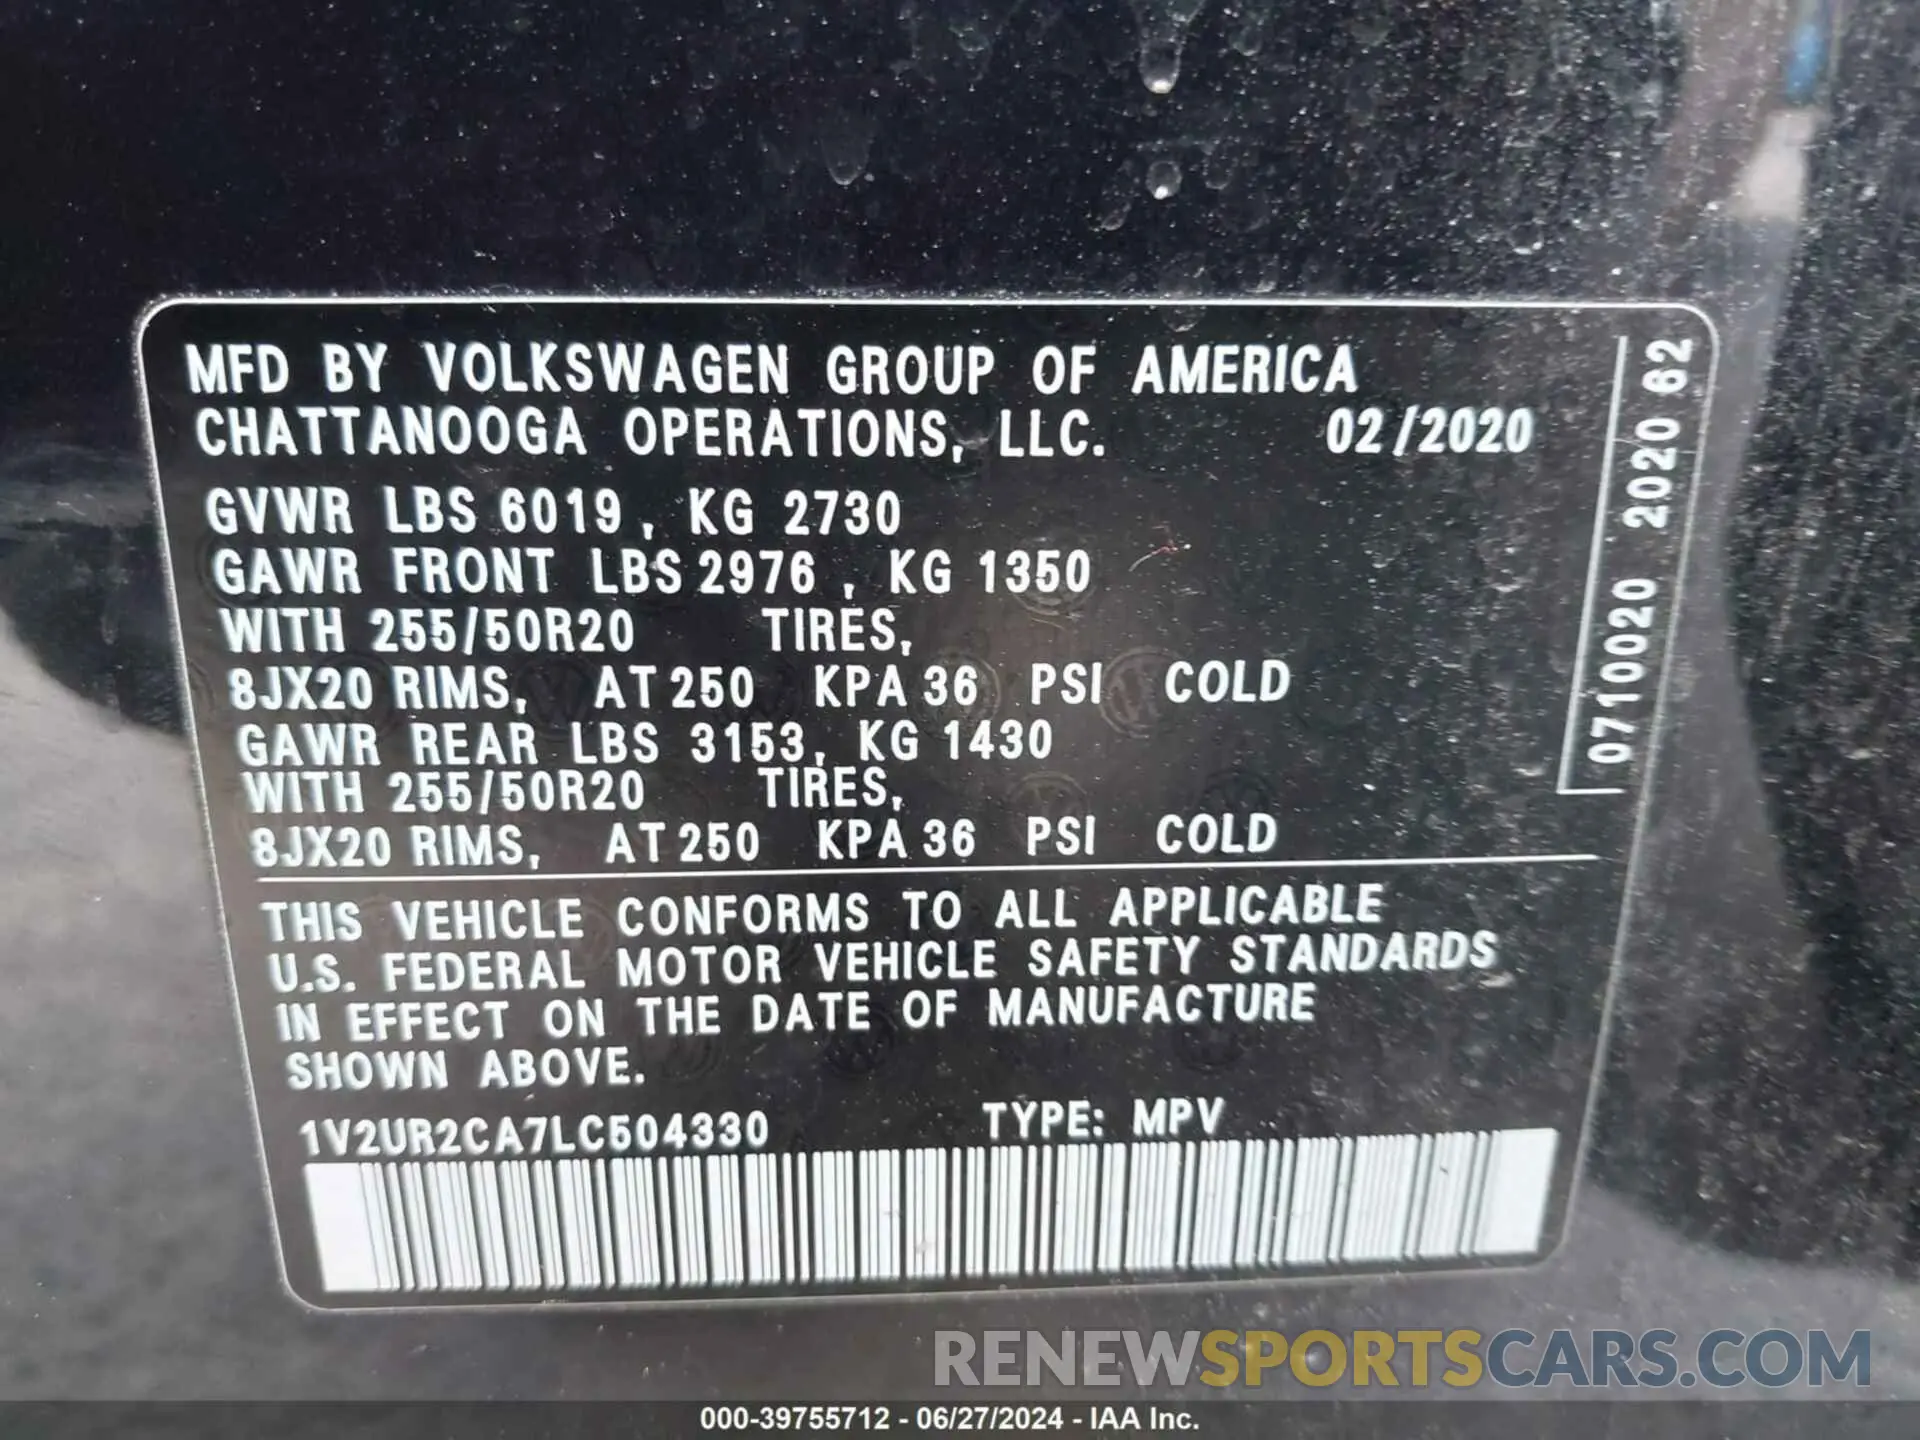 MFD BY VOLKSWAGEN GROUP OF AMERICA
CHATTANOOGA OPERATIONS, LLC. 02/2020
GVWR LBS 6019, KG 2730
GAWR FRONT LBS 2976, KG 1350
WITH 255/50R20 TIRES,
8JX20 RIMS, AT 250 KPA 36 PSI COLD
GAWR REAR LBS 3153, KG 1430
WITH 255/50R20 TIRES,
8JX20 RIMS, AT 250 KPA 36 PSI COLD
THIS VEHICLE CONFORMS TO ALL APPLICABLE
U.S. FEDERAL MOTOR VEHICLE SAFETY STANDARDS
IN EFFECT ON THE DATE OF MANUFACTURE
SHOWN ABOVE.
1V2UR2CA7LC504330 TYPE: MPV
0710020 2020 62
RENEWSPORTSCARS.COM
000-39755712 - 06/27/2024 - IAA Inc.